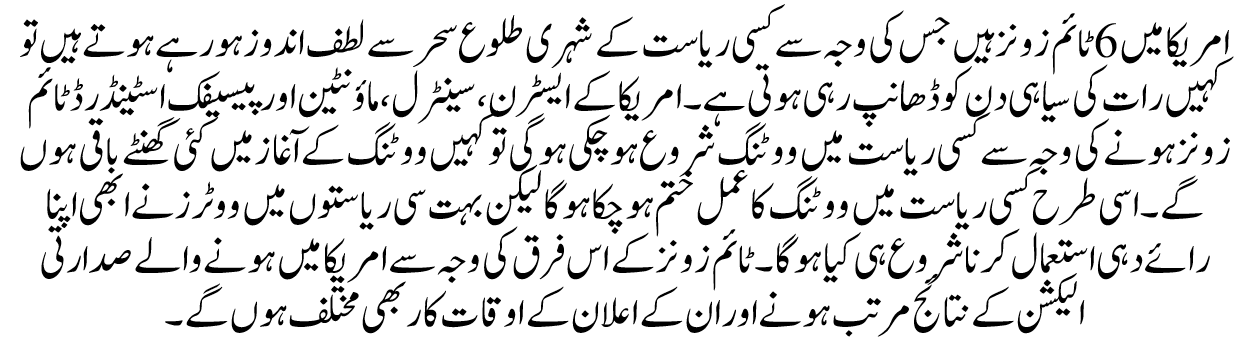 امریکا میں 6 ٹائم زونز ہیں جس کی وجہ سے کسی ریاست کے شہری طلوع سحر سے لطف اندوز ہو رہے ہوتے ہیں تو
کہیں رات کی سیاہی دن کو ڈھانپ رہی ہوتی ہے۔ امریکا کے ایسٹرن، سینٹرل، ماؤنٹین اور پیسیفک اسٹینڈرڈ ٹائم
زونز ہونے کی وجہ سے کسی ریاست میں ووٹنگ شروع ہو چکی ہو گی تو کہیں ووٹنگ کے آغاز میں کئی گھنٹے باقی ہوں
گے۔ اسی طرح کسی ریاست میں ووٹنگ کا عمل ختم ہو چکا ہو گا لیکن بہت سی ریاستوں میں ووٹرز نے ابھی اپنا
رائے دہی استعمال کرنا شروع ہی کیا ہو گا۔ ٹائم زونز کے اس فرق کی وجہ سے امریکا میں ہونے والے صدارتی
الیکشن کے نتائج مرتب ہونے اور ان کے اعلان کے اوقات کار بھی مختلف ہوں گے۔